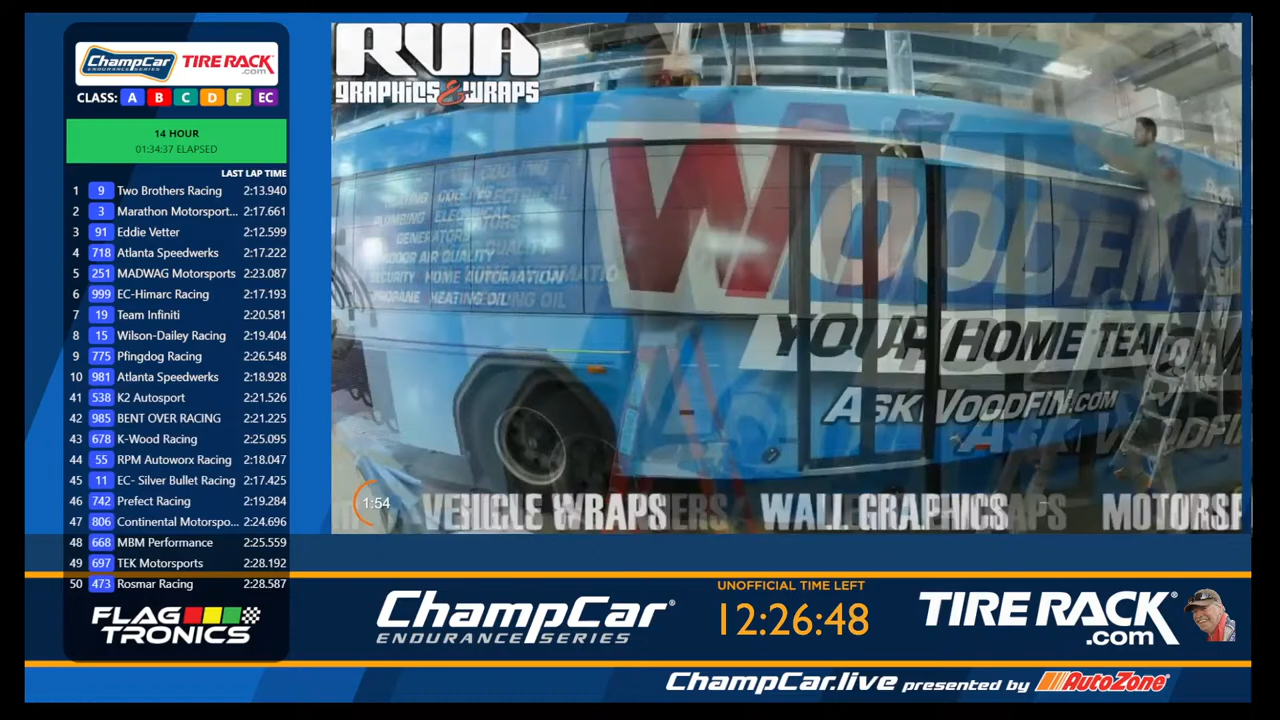 ChampCar
ENDURANCE SERIES
TIRE RACK
.com
CLASS: A B C D F EC
14 HOUR
01:34:37 ELAPSED
LAST LAP TIME
1 9 Two Brothers Racing 2:13.940
2 3 Marathon Motorsport... 2:17.661
3 91 Eddie Vetter 2:12.599
4 718 Atlanta Speedwerks 2:17.222
5 251 MADWAG Motorsports 2:23.087
6 999 EC-Himarc Racing 2:17.193
7 19 Team Infiniti 2:20.581
8 15 Wilson-Dailey Racing 2:19.404
9 775 Pfingdog Racing 2:26.548
10 981 Atlanta Speedwerks 2:18.928
41 538 K2 Autosport 2:21.526
42 985 BENT OVER RACING 2:21.225
43 678 K-Wood Racing 2:25.095
44 55 RPM Autoworx Racing 2:18.047
45 11 EC- Silver Bullet Racing 2:17.425
46 742 Prefect Racing 2:19.284
47 806 Continental Motorspo... 2:24.696
48 668 MBM Performance 2:25.559
49 697 TEK Motorsports 2:28.192
50 473 Rosmar Racing 2:28.587
FLAG
TRONICS
RVA
GRAPHICS & WRAPS
WOODFIN
GENERATORS
HOME AUTOMATION
PROPANE HEATING OIL
YOUR HOME TEAM
ASKWOODFIN.COM
1:54
VEHICLE WRAPS
WALL GRAPHICS
ChampCar®
ENDURANCE SERIES
UNOFFICIAL TIME LEFT
12:26:48
TIRE RACK®
.com
ChampCar.live presented by AutoZone